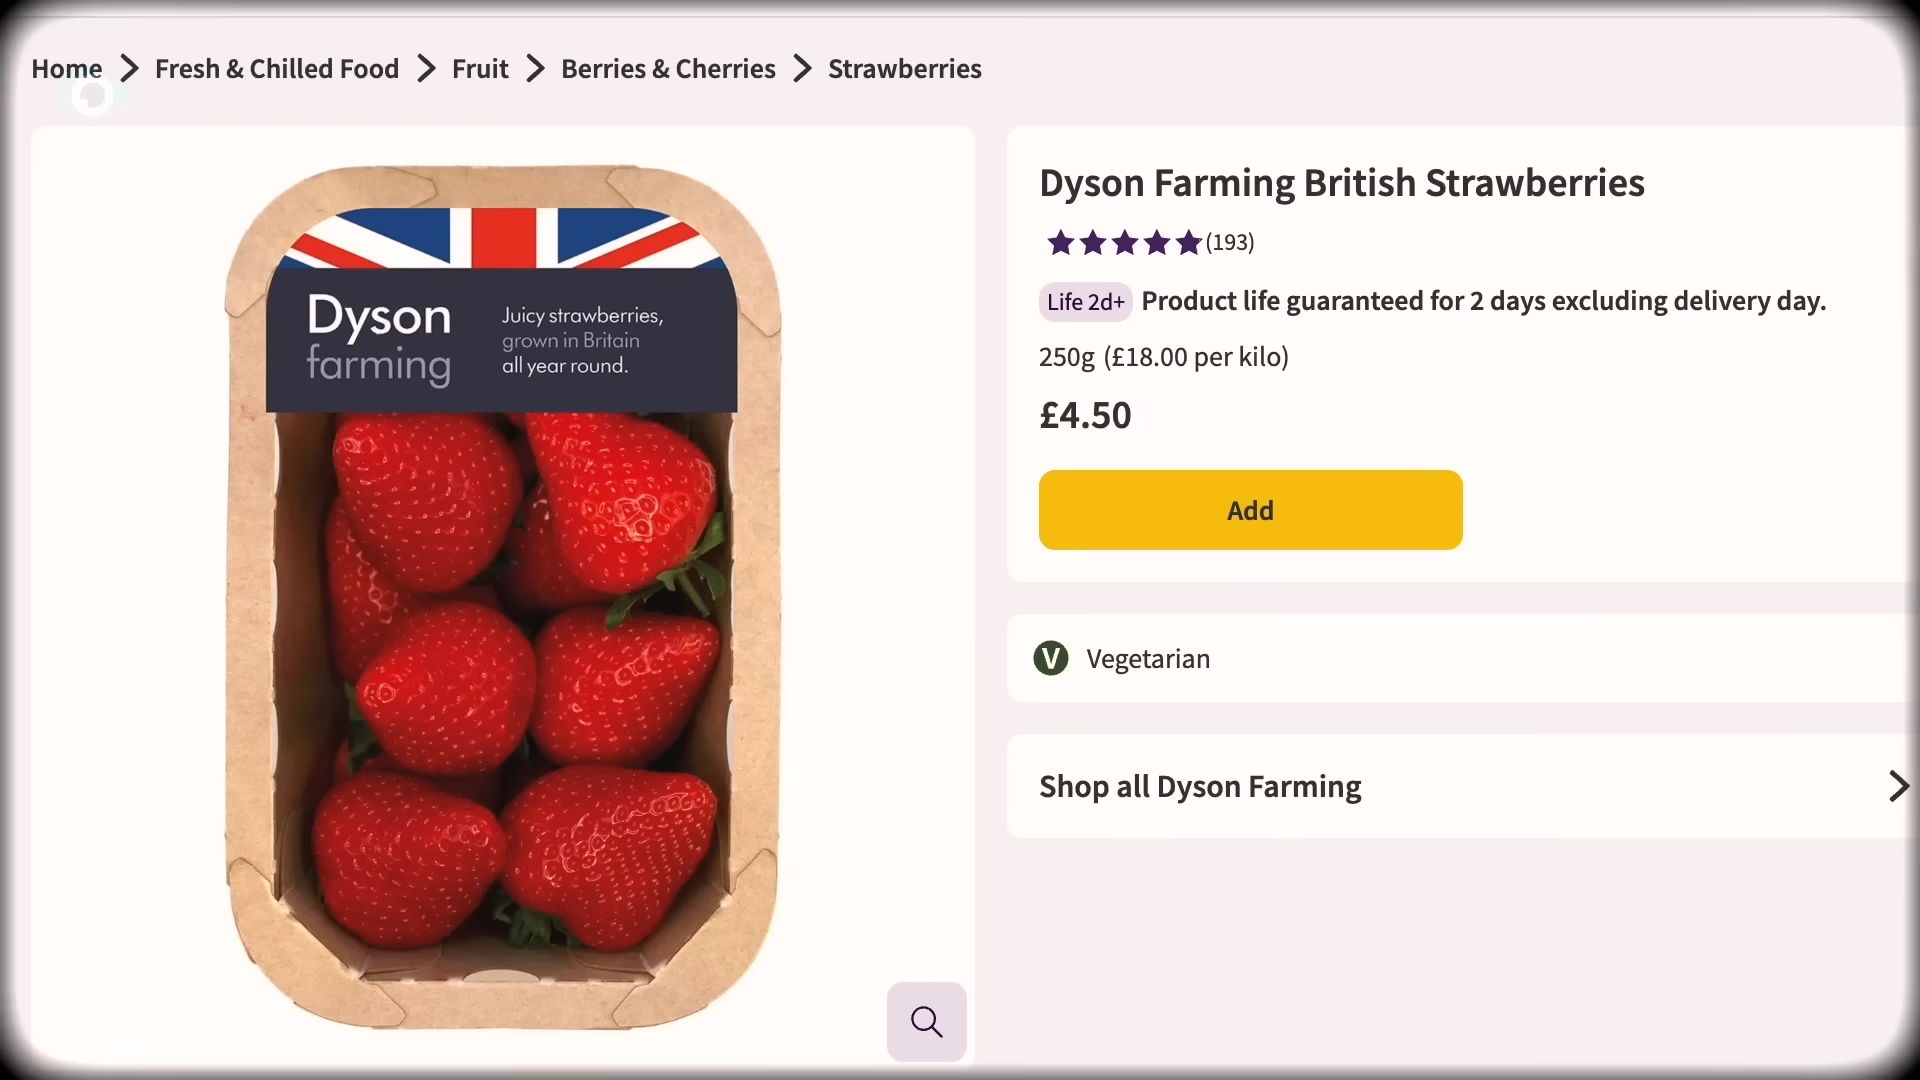 Home > Fresh & Chilled Food > Fruit > Berries & Cherries > Strawberries
Dyson
farming
Juicy strawberries,
grown in Britain
all year round.
Dyson Farming British Strawberries
(193)
Life 2d+ Product life guaranteed for 2 days excluding delivery day.
250g (£18.00 per kilo)
£4.50
Add
V Vegetarian
Shop all Dyson Farming